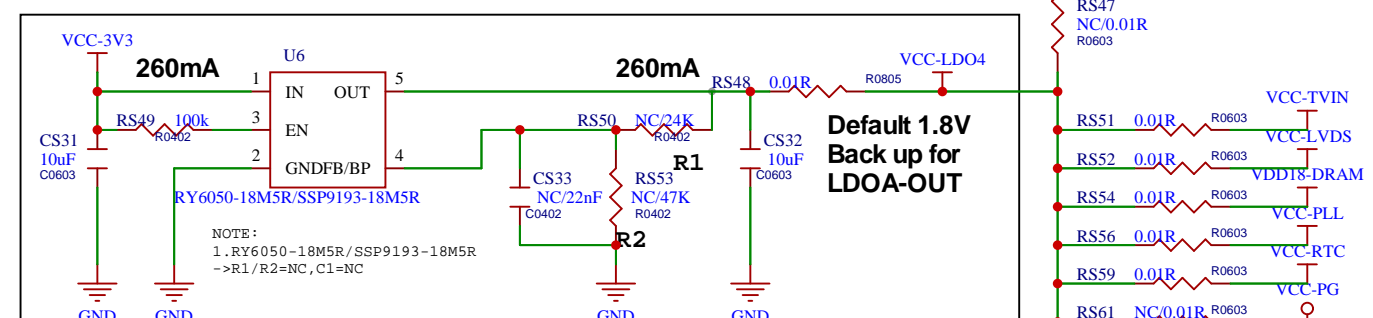 RS47
NC/0.01R
R0603
VCC-3V3
260mA
U6
1
IN
OUT
5
3
EN
2
GND
FB/BP
4
RS49
100k
R0402
CS31
10uF
C0603
RY6050-18M5R/SSP9193-18M5R
260mA
RS48
0.01R
R0805
VCC-LDO4
RS50
NC/24K
R0402
R1
CS32
10uF
C0603
CS33
NC/22nF
C0402
RS53
NC/47K
R0402
R2
Default 1.8V
Back up for
LDOA-OUT
NOTE:
1.RY6050-18M5R/SSP9193-18M5R
->R1/R2=NC,C1=NC
GND
GND
GND
GND
VCC-TVIN
RS51
0.01R
R0603
VCC-LVDS
RS52
0.01R
R0603
VDD18-DRAM
RS54
0.01R
R0603
VCC-PLL
RS56
0.01R
R0603
VCC-RTC
RS59
0.01R
R0603
VCC-PG
RS61
NC/0.01R
R0603